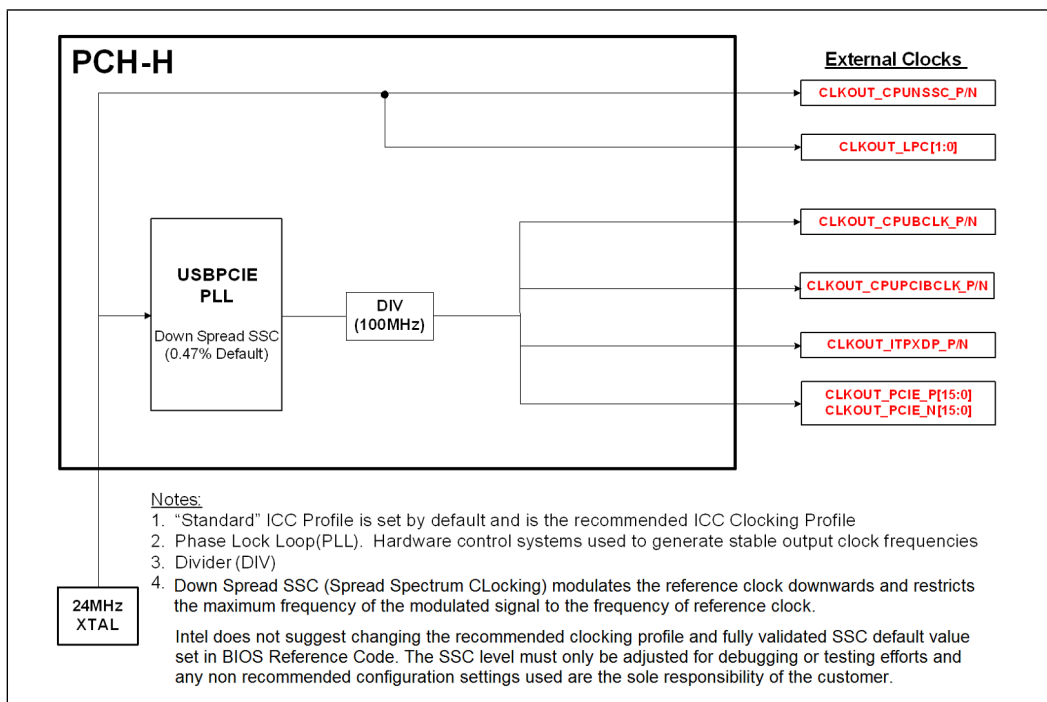 PCH-H
External Clocks
CLKOUT_CPUNSSC_P/N
CLKOUT_LPC[1:0]
CLKOUT_CPUBCLK_P/N
USBPCIE
PLL
Down Spread SSC
(0.47% Default)
DIV
(100MHz)
CLKOUT_CPUPCIBCLK_P/N
CLKOUT_ITPXDP_P/N
CLKOUT_PCIE_P[15:0]
CLKOUT_PCIE_N[15:0]
24MHz
XTAL
Notes:
1. “Standard” ICC Profile is set by default and is the recommended ICC Clocking Profile
2. Phase Lock Loop(PLL). Hardware control systems used to generate stable output clock frequencies
3. Divider (DIV)
4. Down Spread SSC (Spread Spectrum CLocking) modulates the reference clock downwards and restricts
the maximum frequency of the modulated signal to the frequency of reference clock.
Intel does not suggest changing the recommended clocking profile and fully validated SSC default value
set in BIOS Reference Code. The SSC level must only be adjusted for debugging or testing efforts and
any non recommended configuration settings used are the sole responsibility of the customer.